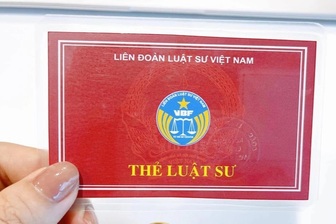 LIÊN ĐOÀN LUẬT SƯ VIỆT NAM
VBF
THẺ LUẬT SƯ